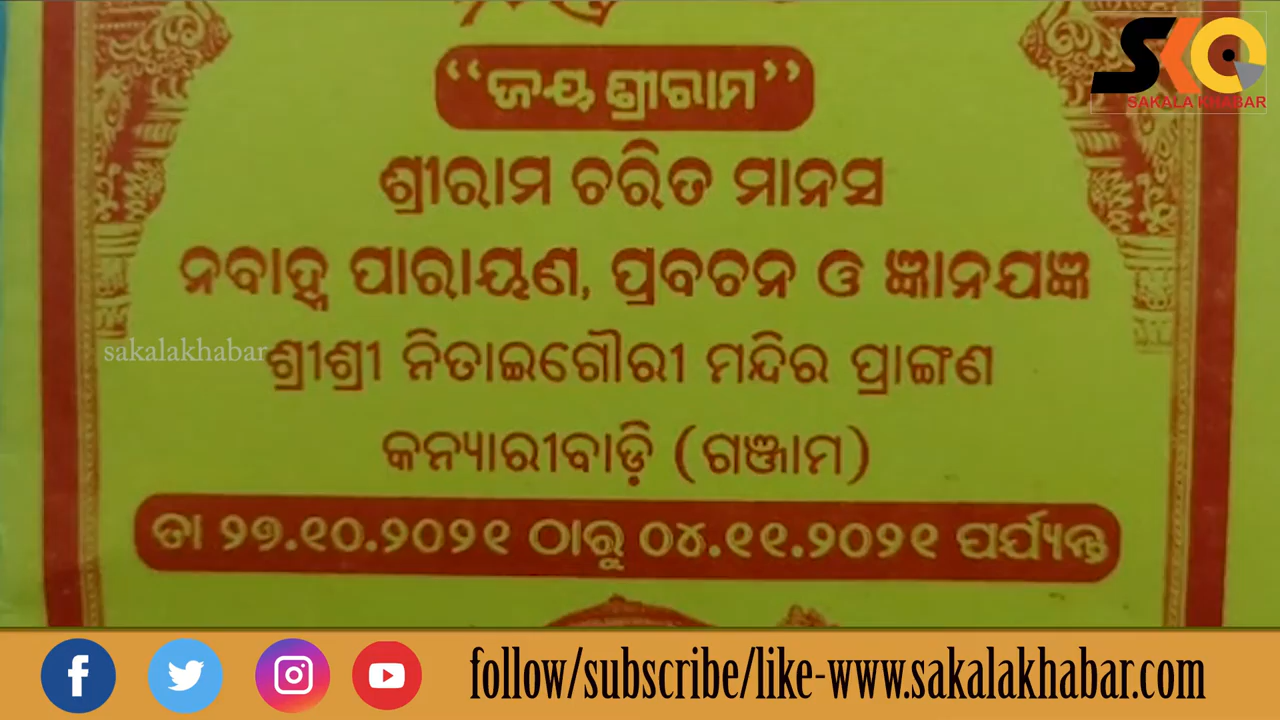 SAKALA KHABAR
“ଜୟ ଶ୍ରୀରାମ”
ଶ୍ରୀରାମ ଚରିତ ମାନସ
ନବାହ୍ନ ପାରାୟଣ, ପ୍ରବଚନ ଓ ଜ୍ଞାନଯଜ୍ଞ
sakalakhabar
ଶ୍ରୀଶ୍ରୀ ନିତାଇଗୌରୀ ମନ୍ଦିର ପ୍ରାଙ୍ଗଣ
କନ୍ୟାରୀବାଡ଼ି (ଗଞ୍ଜାମ)
ତା ୨୭.୧୦.୨୦୨୧ ଠାରୁ ୦୪.୧୧.୨୦୨୧ ପର୍ଯ୍ୟନ୍ତ
follow/subscribe/like-www.sakalakhabar.com